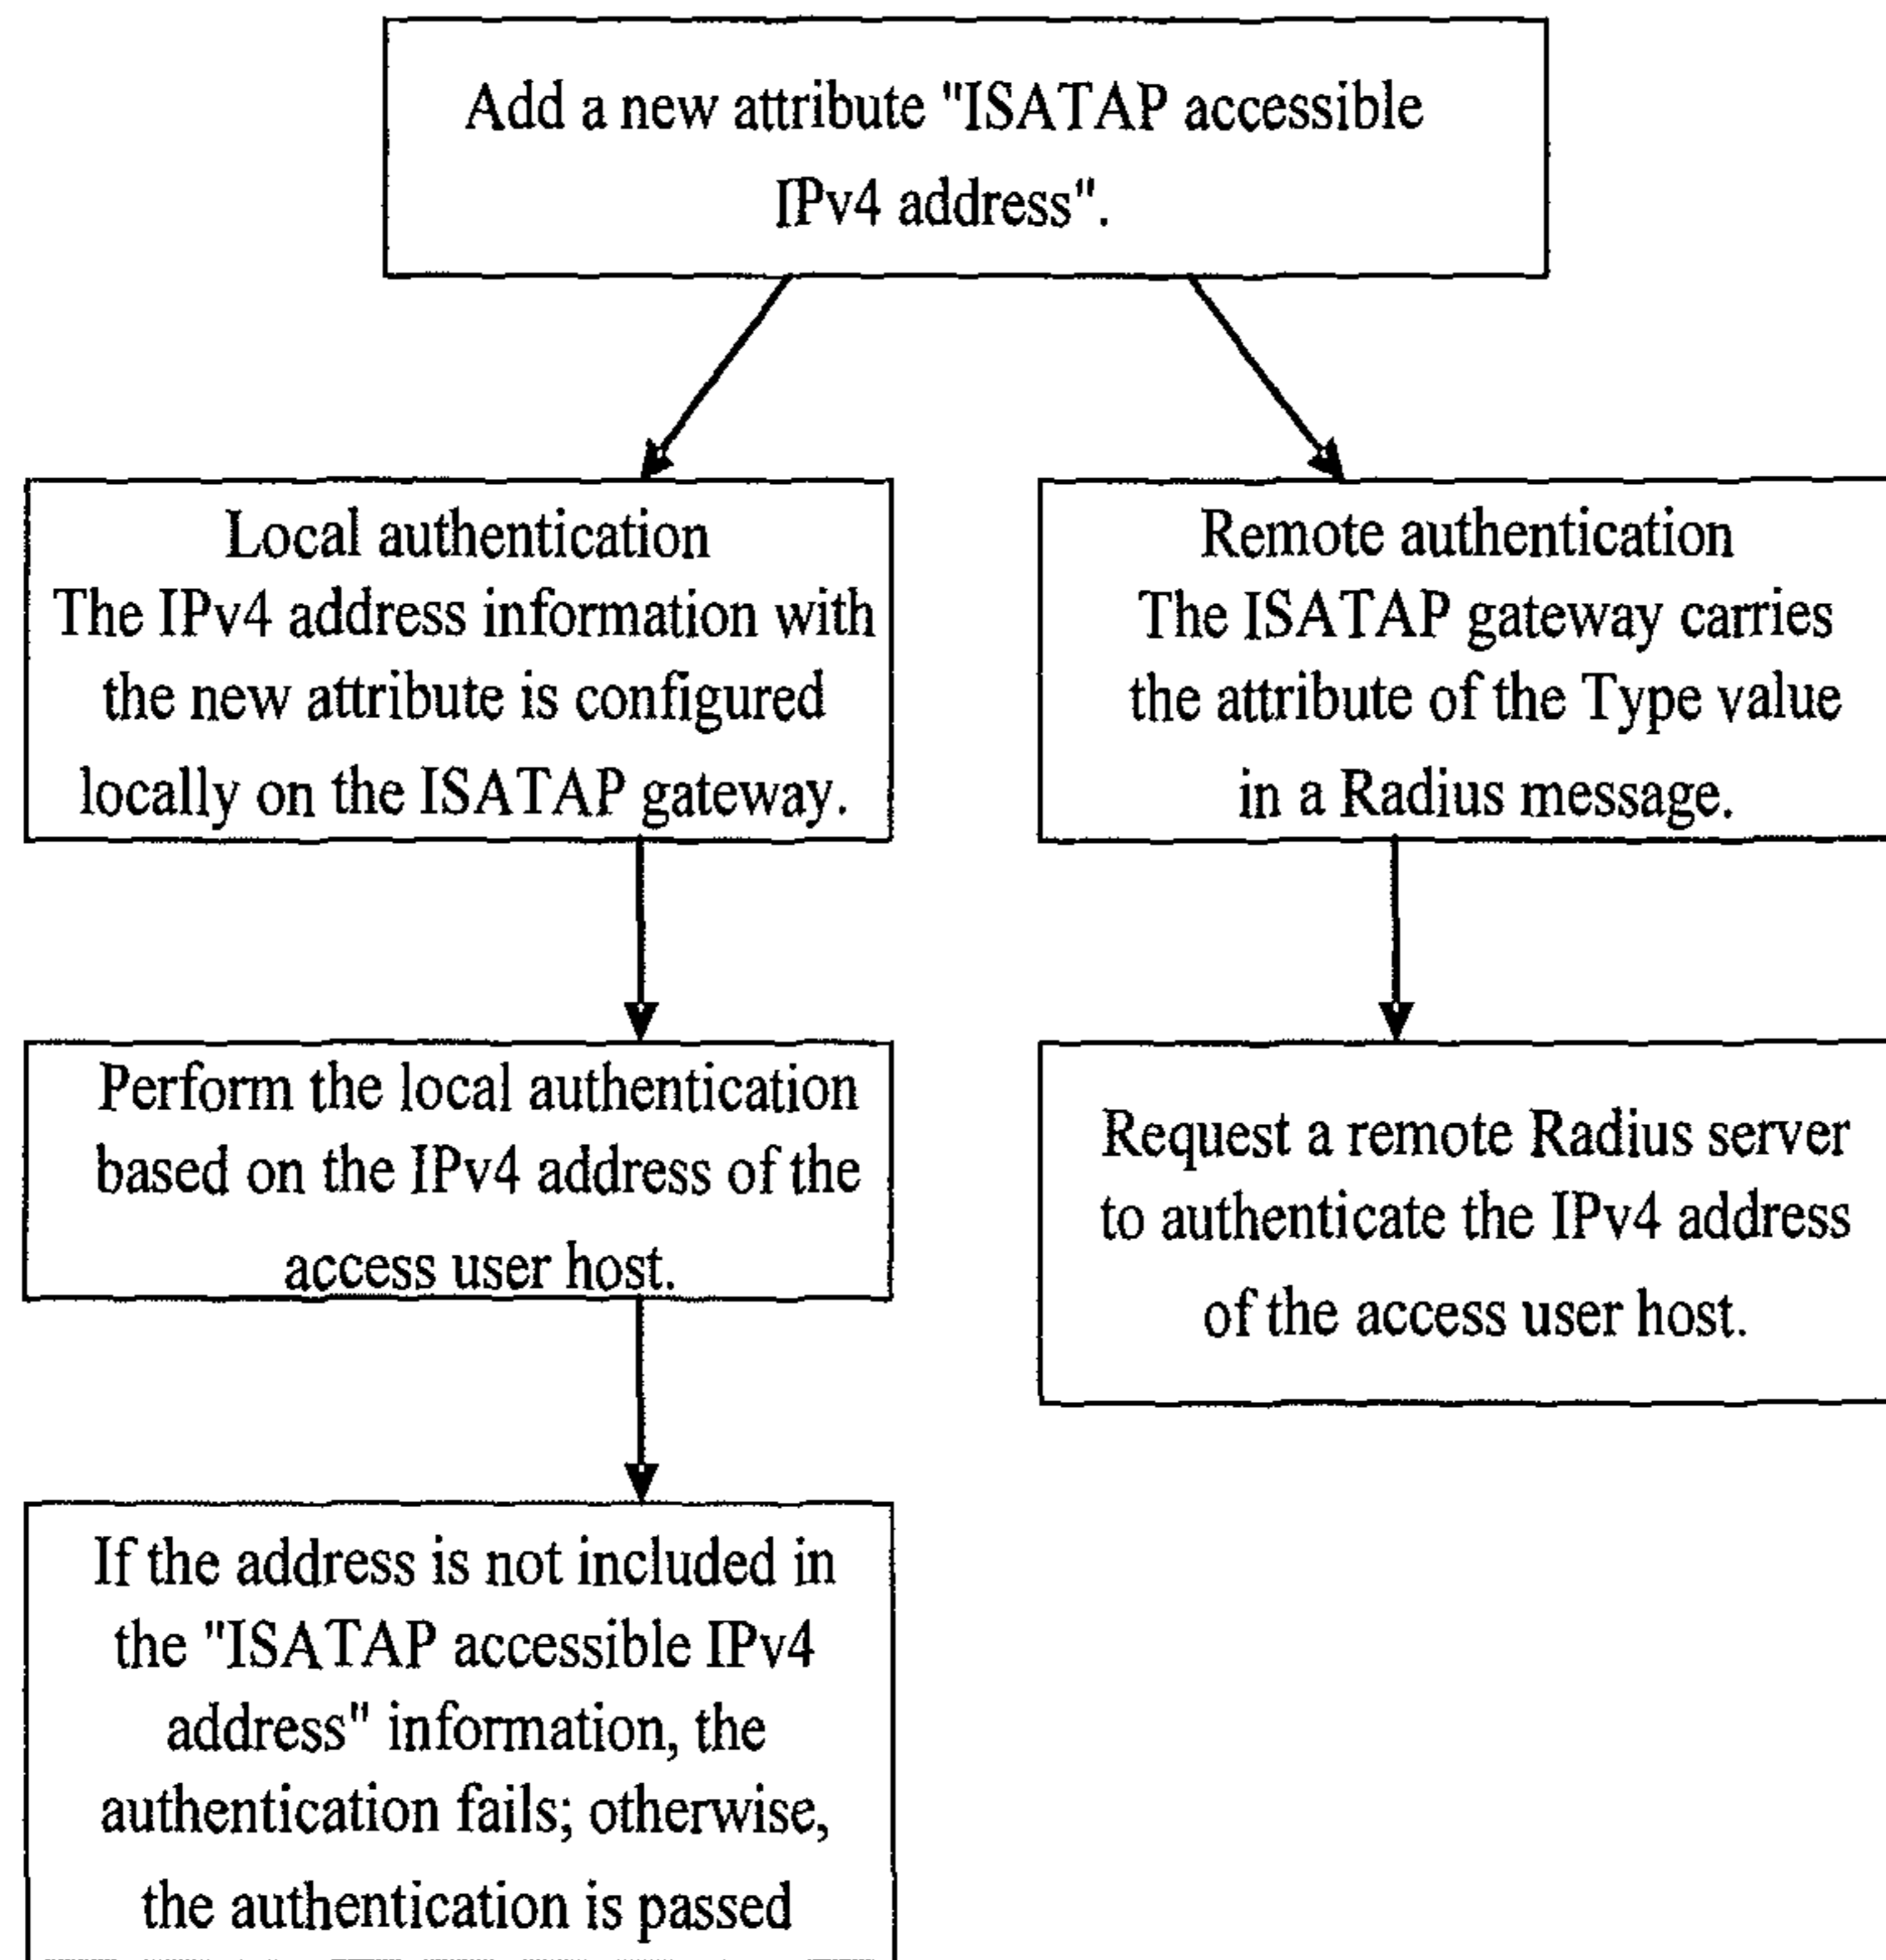 Add a new attribute "ISATAP accessible
IPv4 address".
Local authentication
The IPv4 address information with
the new attribute is configured
locally on the ISATAP gateway.
Remote authentication
The ISATAP gateway carries
the attribute of the Type value
in a Radius message.
Perform the local authentication
based on the IPv4 address of the
access user host.
Request a remote Radius server
to authenticate the IPv4 address
of the access user host.
If the address is not included in
the "ISATAP accessible IPv4
address" information, the
authentication fails; otherwise,
the authentication is passed